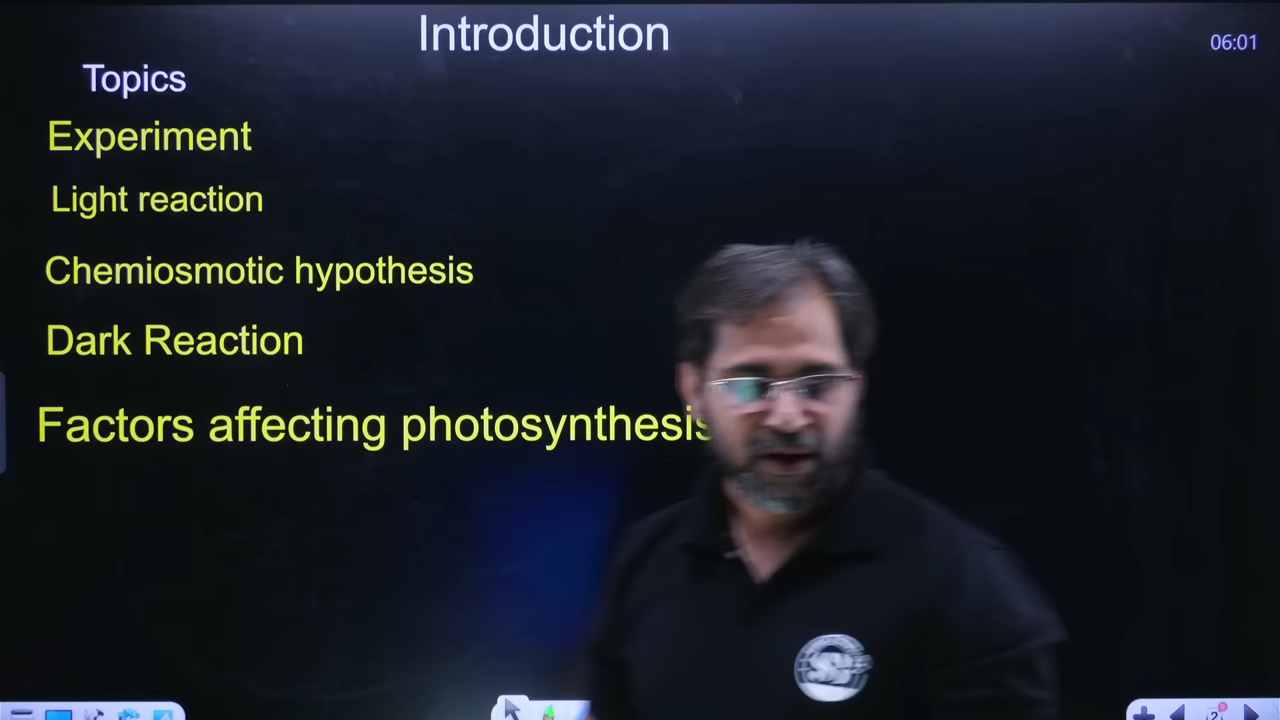 Introduction
06:01
Topics
Experiment
Light reaction
Chemiosmotic hypothesis
Dark Reaction
Factors affecting photosynthesis